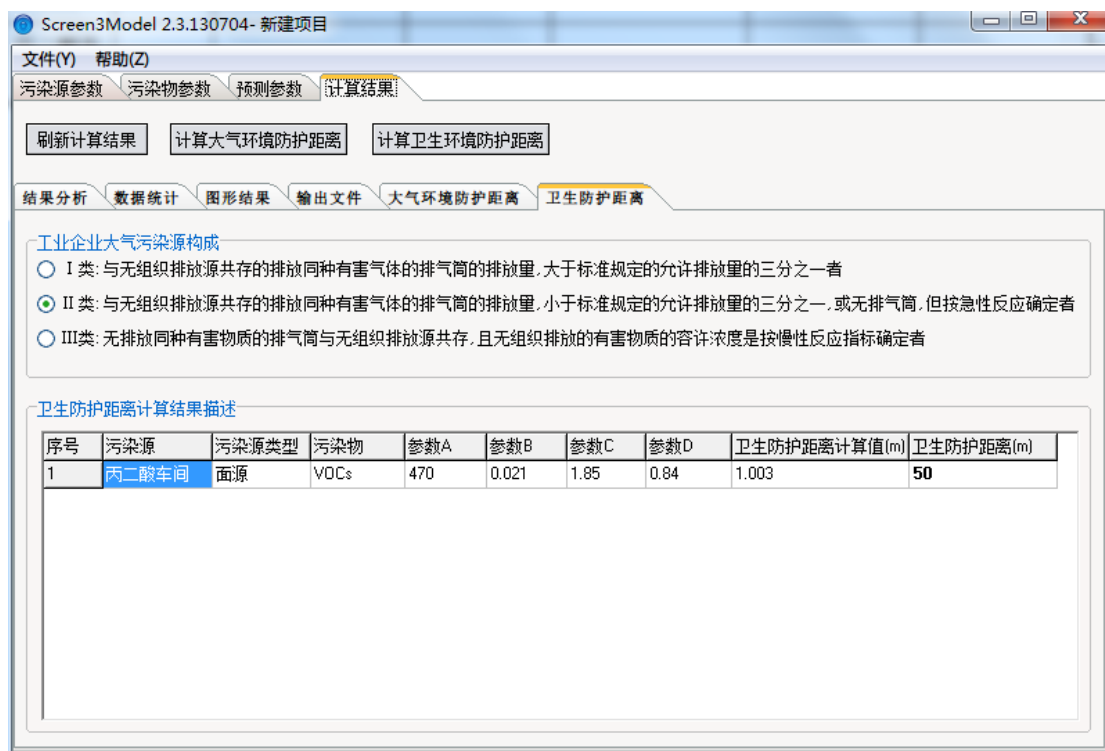 Screen3Model 2.3.130704- 新建项目
文件(Y) 帮助(Z)
污染源参数 污染物参数 预测参数 计算结果
刷新计算结果 计算大气环境防护距离 计算卫生环境防护距离
结果分析 数据统计 图形结果 输出文件 大气环境防护距离 卫生防护距离
工业企业大气污染源构成
I 类: 与无组织排放源共存的排放同种有害气体的排气筒的排放量,大于标准规定的允许排放量的三分之一者
II 类: 与无组织排放源共存的排放同种有害气体的排气筒的排放量,小于标准规定的允许排放量的三分之一,或无排气筒,但按急性反应确定者
III类: 无排放同种有害物质的排气筒与无组织排放源共存,且无组织排放的有害物质的容许浓度是按慢性反应指标确定者
卫生防护距离计算结果描述
序号 污染源 污染源类型 污染物 参数A 参数B 参数C 参数D 卫生防护距离计算值(m) 卫生防护距离(m)
1 丙二酸车间 面源 VOCs 470 0.021 1.85 0.84 1.003 50